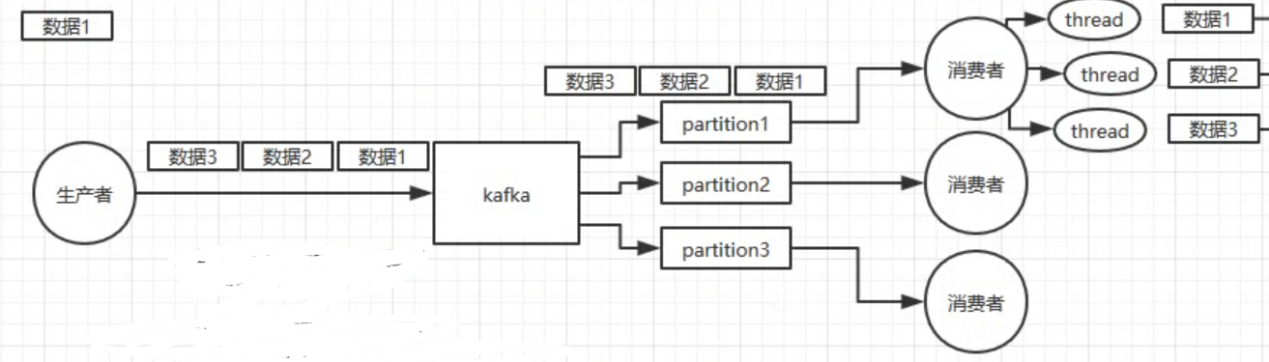 数据1
thread
数据1
消费者
thread
数据2
数据3 数据2 数据1
partition1
thread
数据3
数据3 数据2 数据1
生产者
kafka
partition2
消费者
partition3
消费者